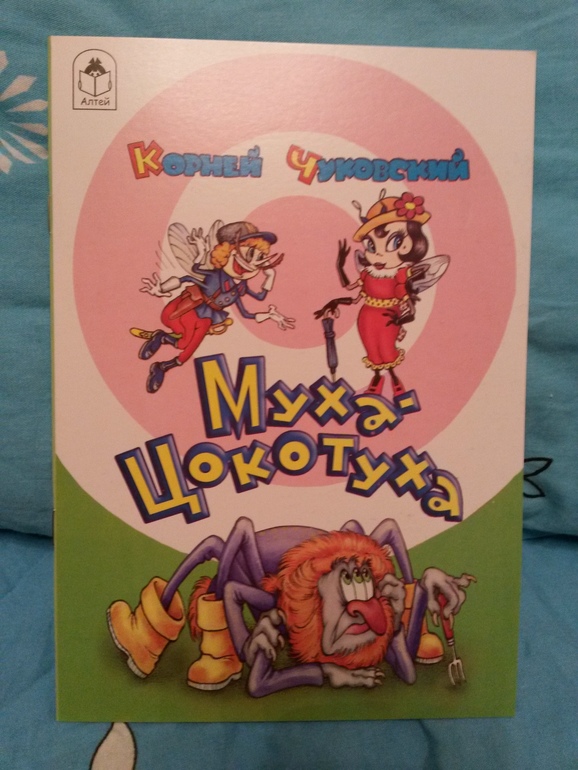 Алтей
Корней Чуковский
Муха-
Цокотуха